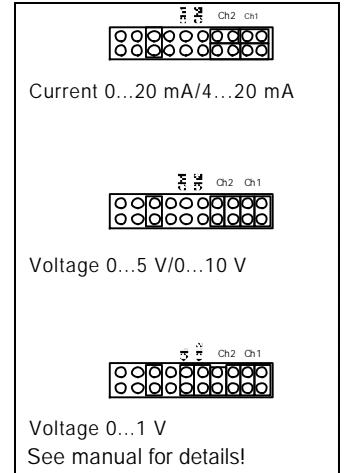 Ch2 Ch1
Current 0...20 mA/4...20 mA
Ch2 Ch1
Voltage 0...5 V/0...10 V
Ch2 Ch1
Voltage 0...1 V
See manual for details!